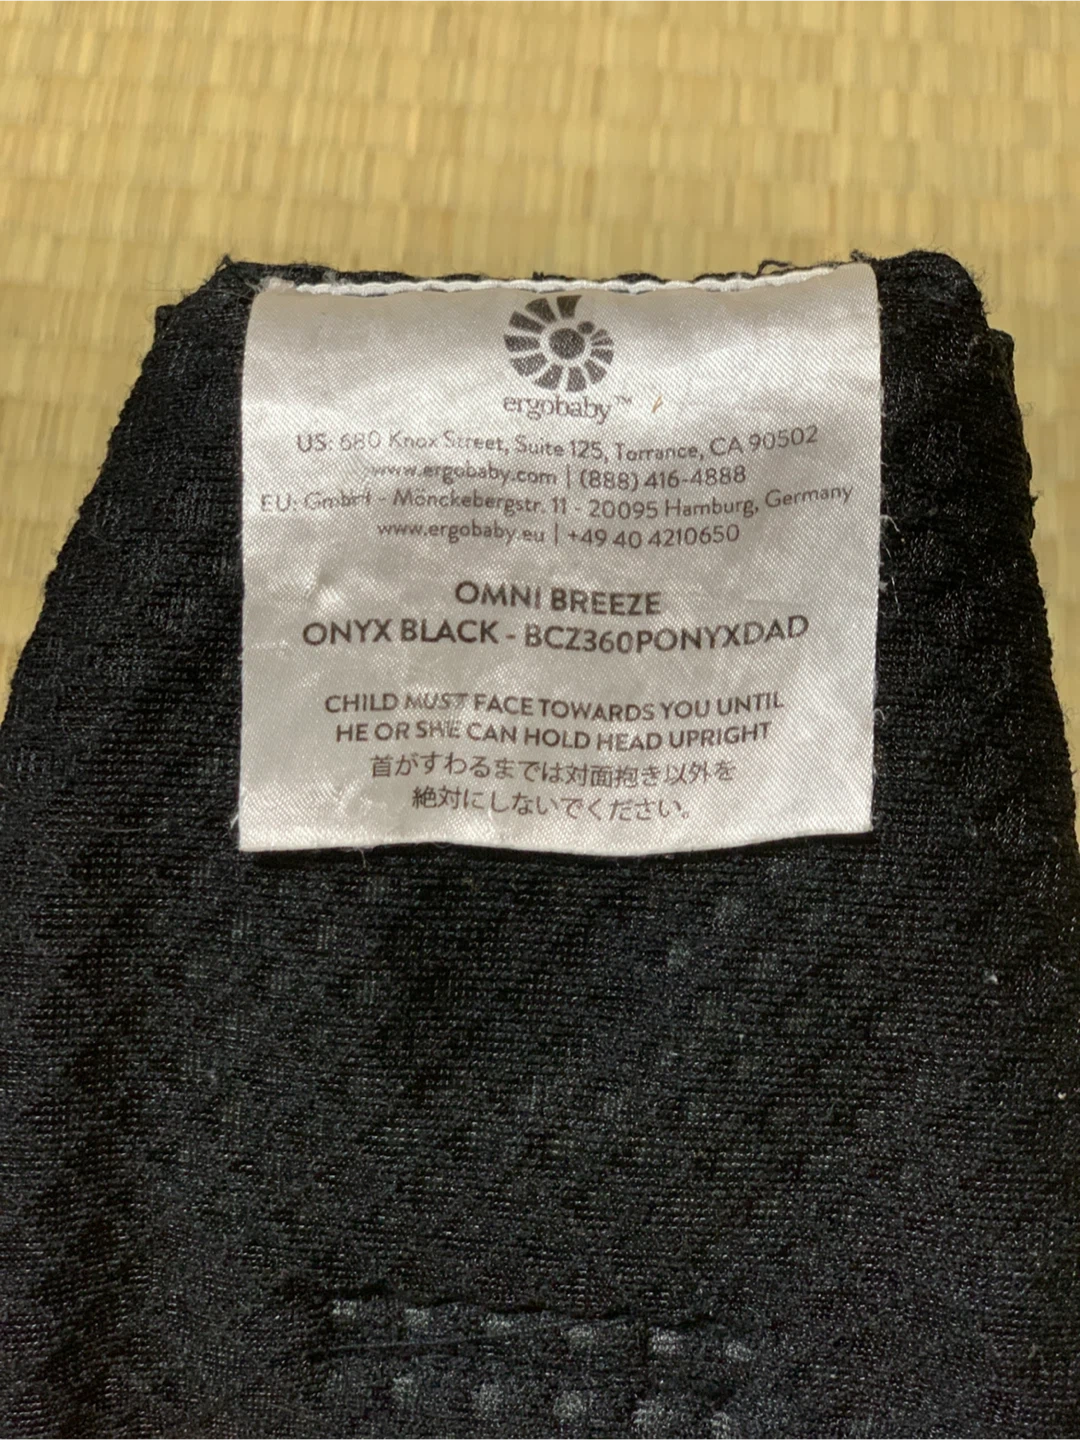 ergobaby™
US: 680 Knox Street, Suite 125, Torrance, CA 90502
www.ergobaby.com | (888) 416-4888
EU: GmbH - Mönckebergstr. 11 - 20095 Hamburg, Germany
www.ergobaby.eu | +49 40 4210650
OMNI BREEZE
ONYX BLACK - BCZ360PONYXDAD
CHILD MUST FACE TOWARDS YOU UNTIL
HE OR SHE CAN HOLD HEAD UPRIGHT
首がすわるまでは対面抱き以外を
絶対にしないでください。